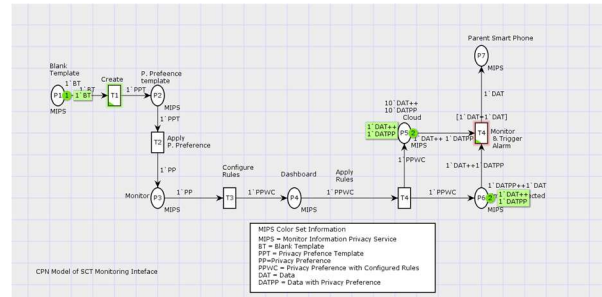 Parent Smart Phone
P7
MIPS
1`DAT
Blank
Template
1`BT
P1
1
1`BT
1`BT
MIPS
Create
T1
1`PPT
P. Prefeence
template
P2
MIPS
1`PPT
T2
Apply
P. Preference
1`PP
Monitor
P3
MIPS
1`PP
Configure
Rules
T3
1`PPWC
Dashboard
P4
MIPS
Apply
Rules
1`PPWC
T4
1`PPWC
1`PPWC
10`DAT++
10`DATPP
Cloud
1`DAT++
1`DATPP
P5
2
MIPS
1`DAT++ 1`DATPP
[1`DAT=1`DAT]
T4
Monitor
& Trigger
Alarm
1`DAT++1`DATPP
1`DATPP++1`DAT
P6
2
1`DAT++
1`DATPP
MIPS
MIPS Color Set Information
MIPS = Monitor Information Privacy Service
BT = Blank Template
PPT = Privacy Prefence Template
PP=Privacy Preference
PPWC = Privacy Preference with Configured Rules
DAT = Data
DATPP = Data with Privacy Preference
CPN Model of SCT Monitoring Inteface